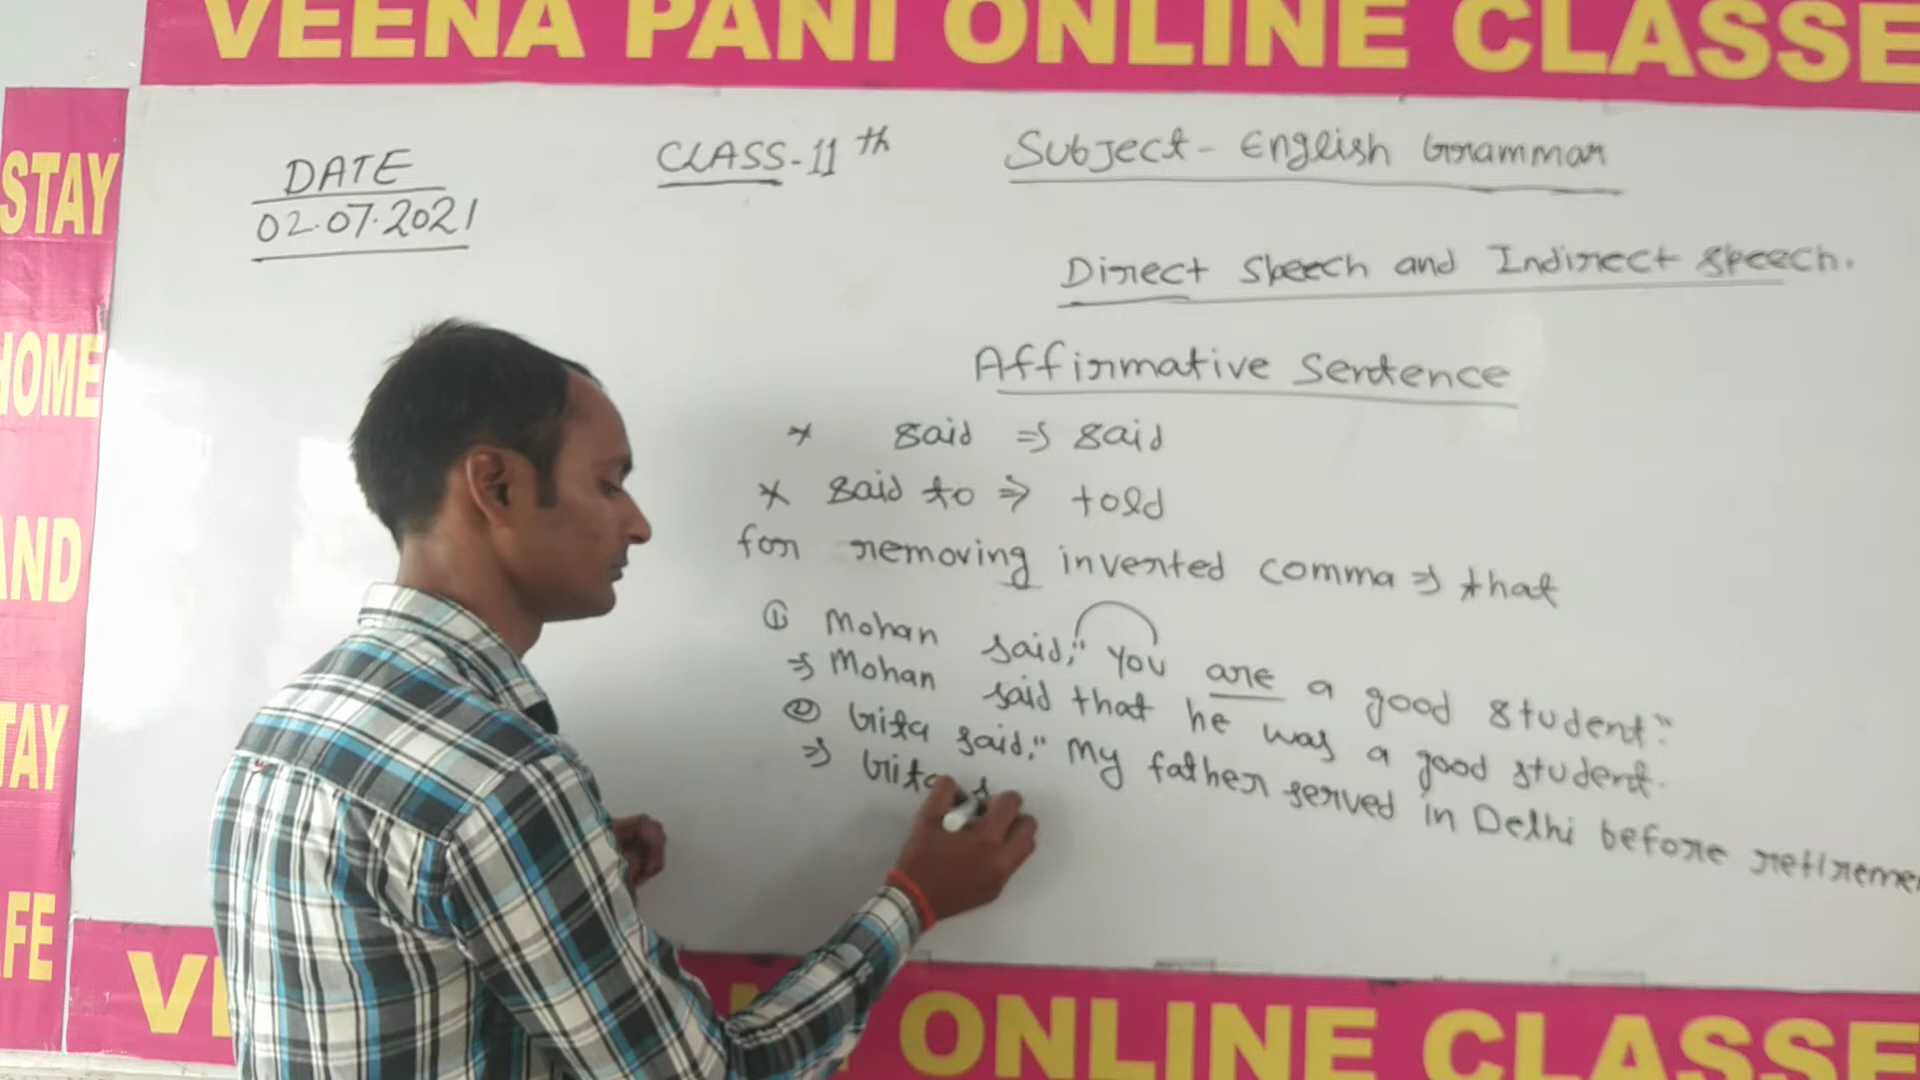 VEENA PANI ONLINE CLASSE
STAY
HOME
AND
STAY
FE
DATE
02.07.2021
CLASS-11th
Subject- English Grammar
Direct Speech and Indirect Speech.
Affirmative Sentence
* said ⇒ said
* said to ⇒ told
for removing inverted comma ⇒ that
① Mohan said," You are a good student."
⇒ Mohan said that he was a good student.
② Gita said," My father served in Delhi before retireme
⇒ Gita s
ONLINE CLASSE